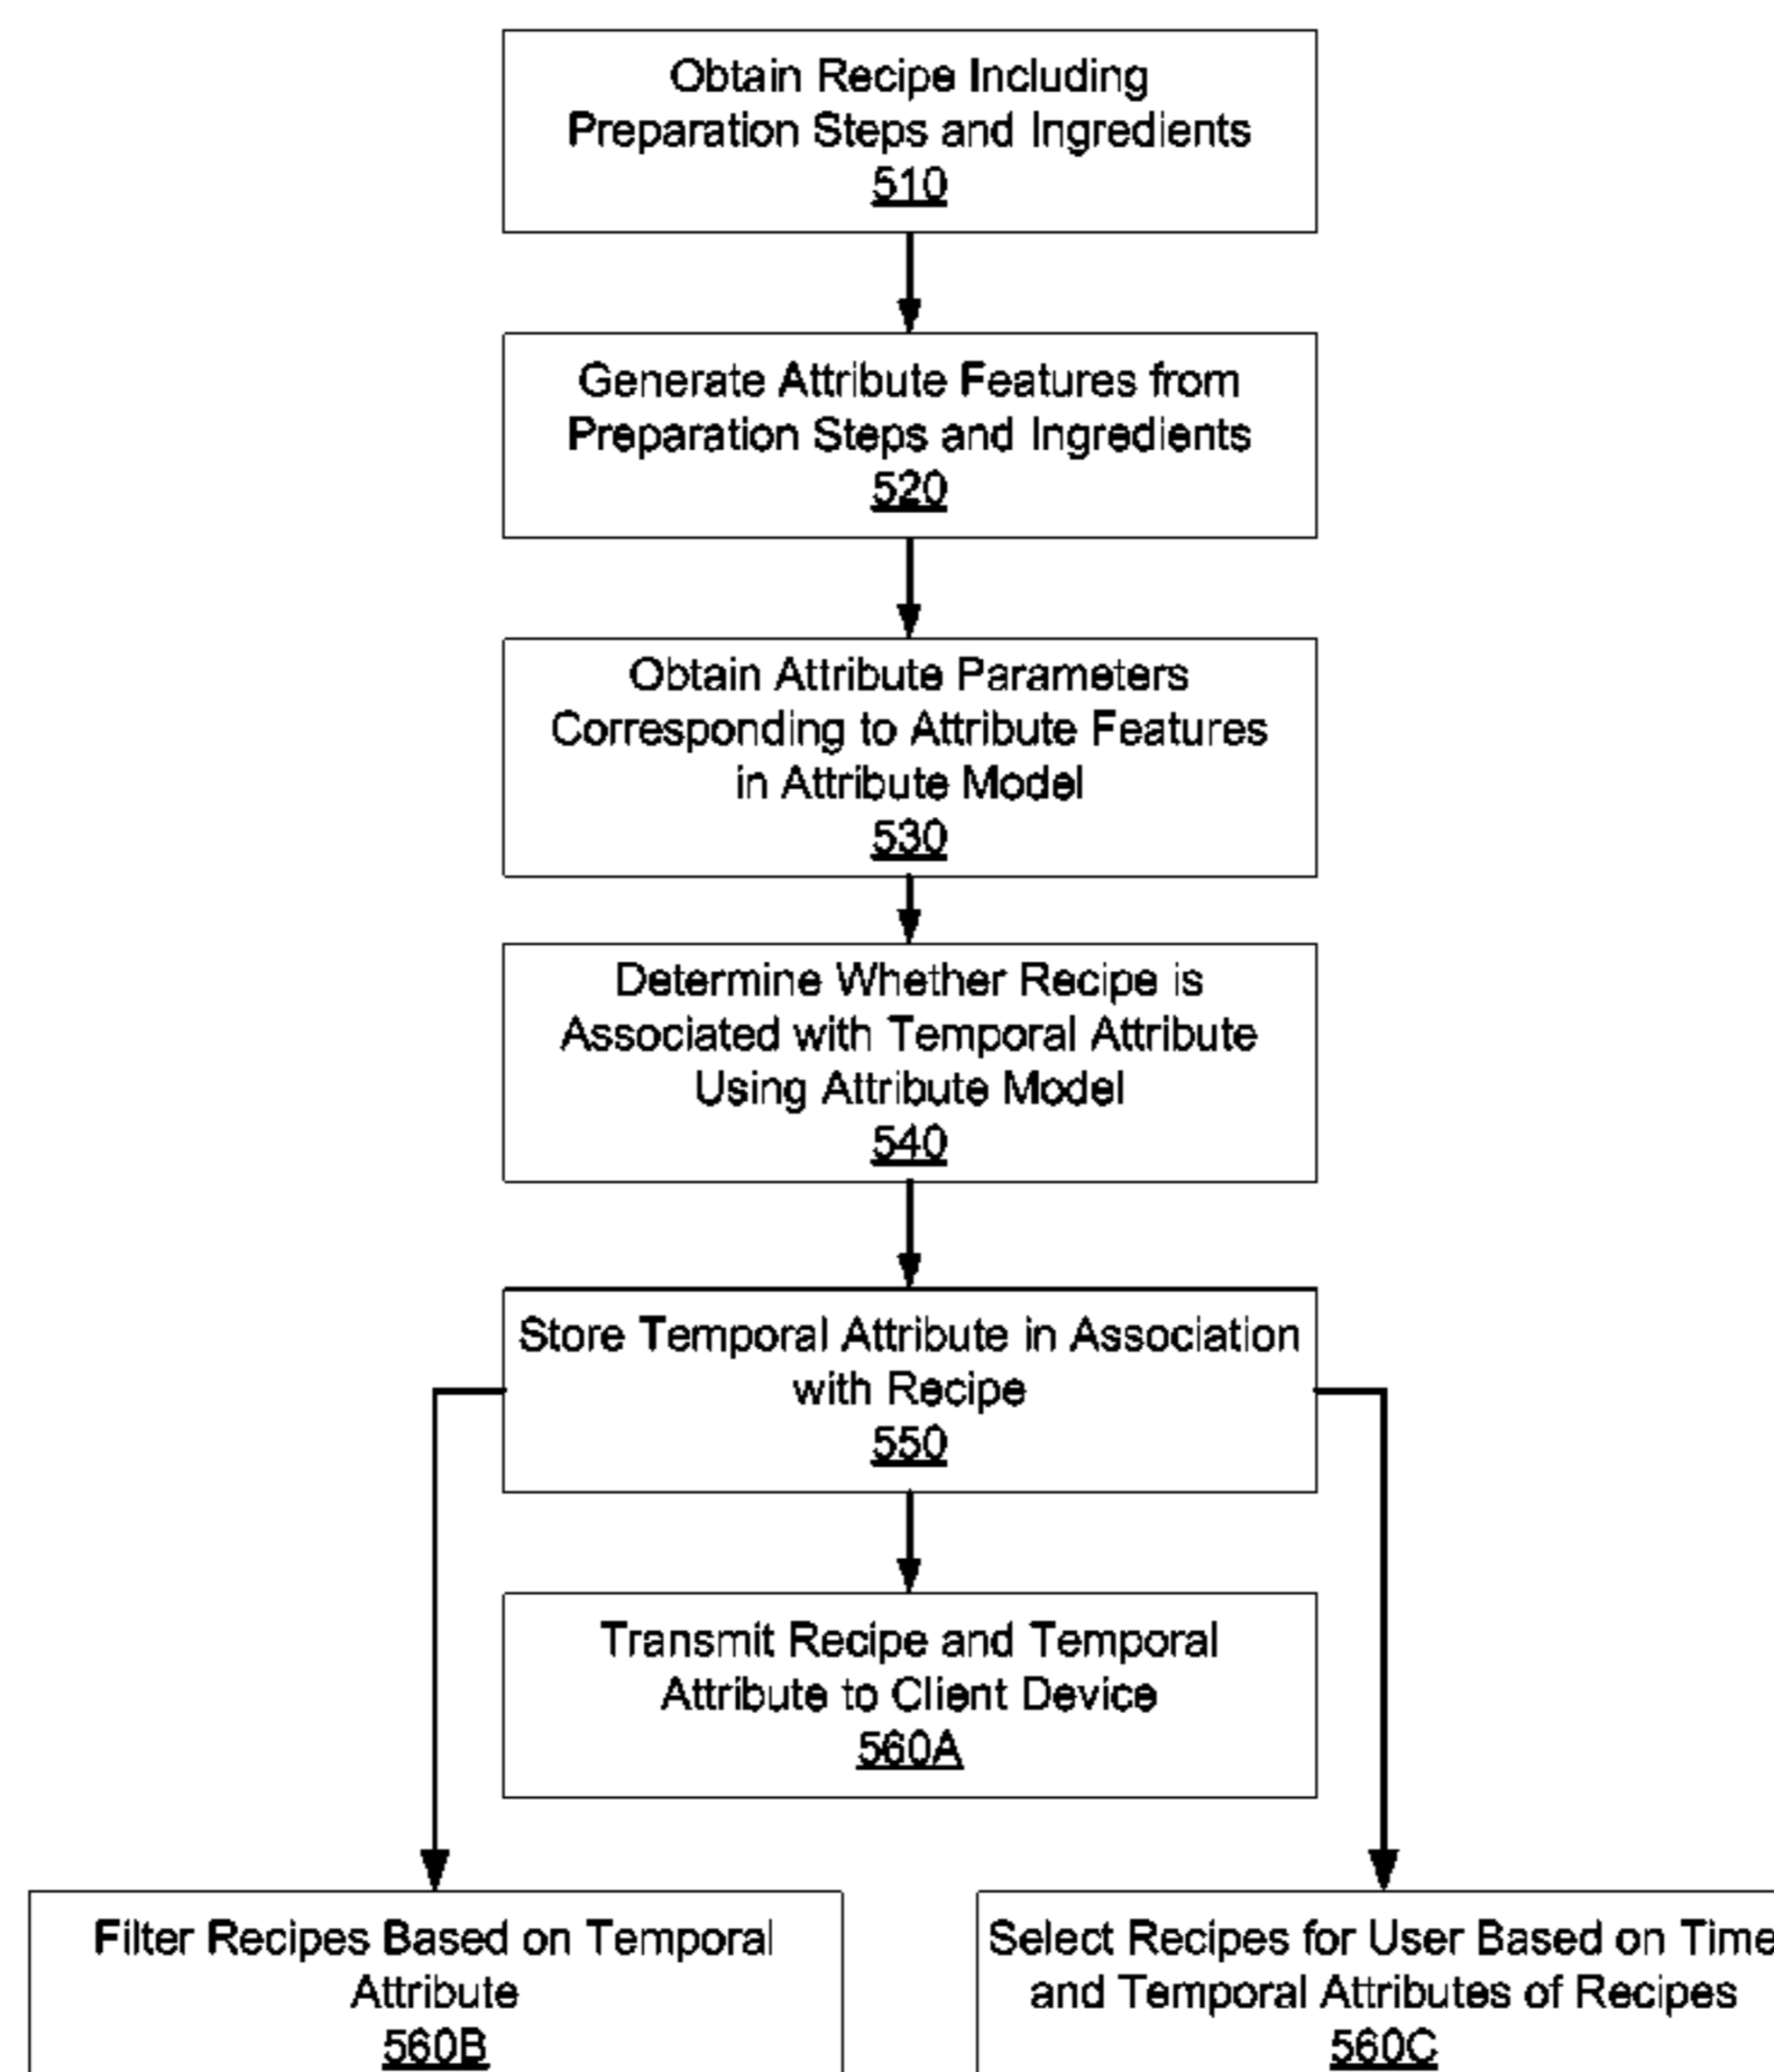 Obtain Recipe Including
Preparation Steps and Ingredients
510
Generate Attribute Features from
Preparation Steps and Ingredients
520
Obtain Attribute Parameters
Corresponding to Attribute Features
in Attribute Model
530
Determine Whether Recipe is
Associated with Temporal Attribute
Using Attribute Model
540
Store Temporal Attribute in Association
with Recipe
550
Transmit Recipe and Temporal
Attribute to Client Device
560A
Filter Recipes Based on Temporal
Attribute
560B
Select Recipes for User Based on Time
and Temporal Attributes of Recipes
560C